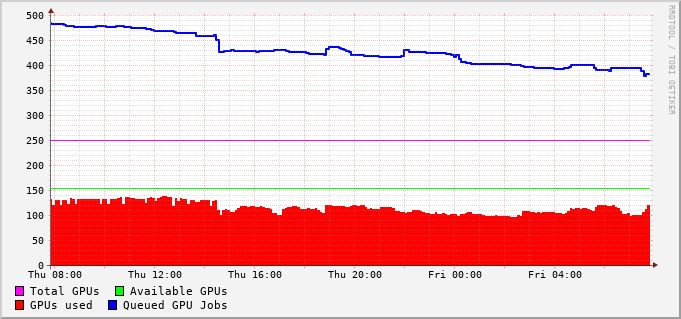 500
450
400
350
300
250
200
150
100
50
0
Thu 08:00 Thu 12:00 Thu 16:00 Thu 20:00 Fri 00:00 Fri 04:00
Total GPUs Available GPUs
GPUs used Queued GPU Jobs
RRDTOOL / TOBI OETIKER